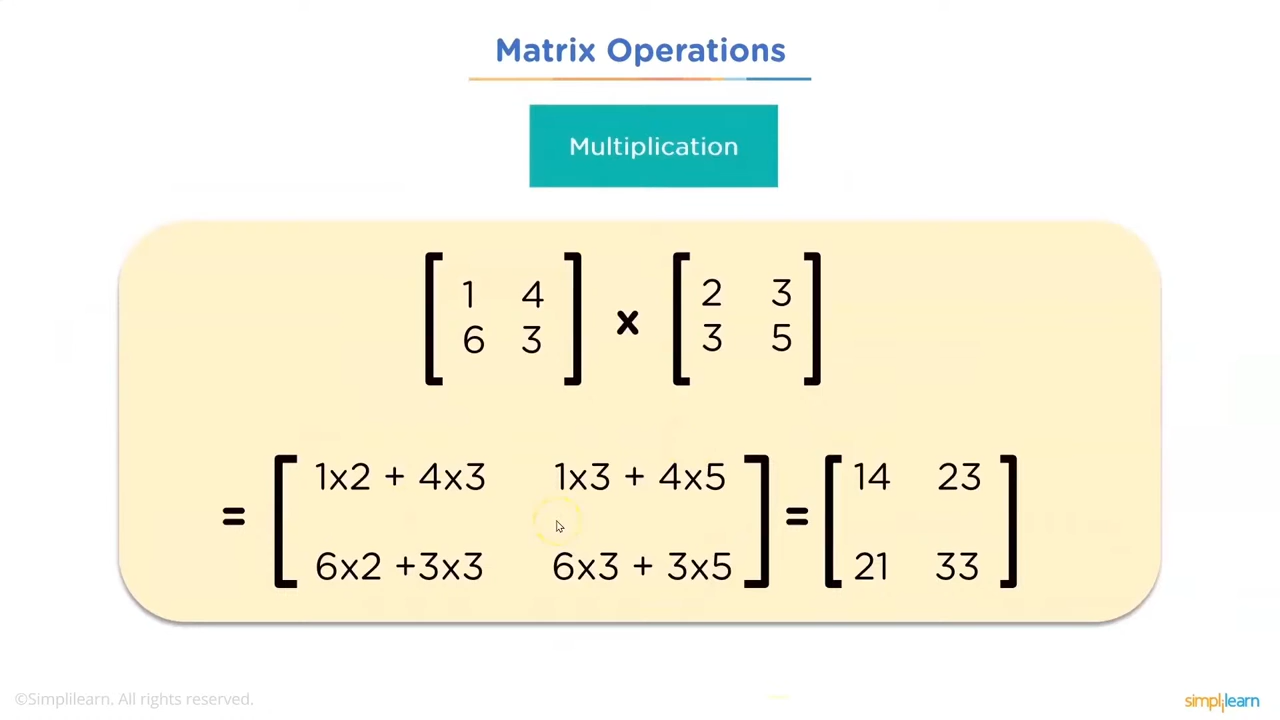 Matrix Operations
Multiplication
1 4 2 3
6 3 x 3 5
1x2 + 4x3 1x3 + 4x5 14 23
= =
6x2 +3x3 6x3 + 3x5 21 33
©Simplilearn. All rights reserved.
simplilearn